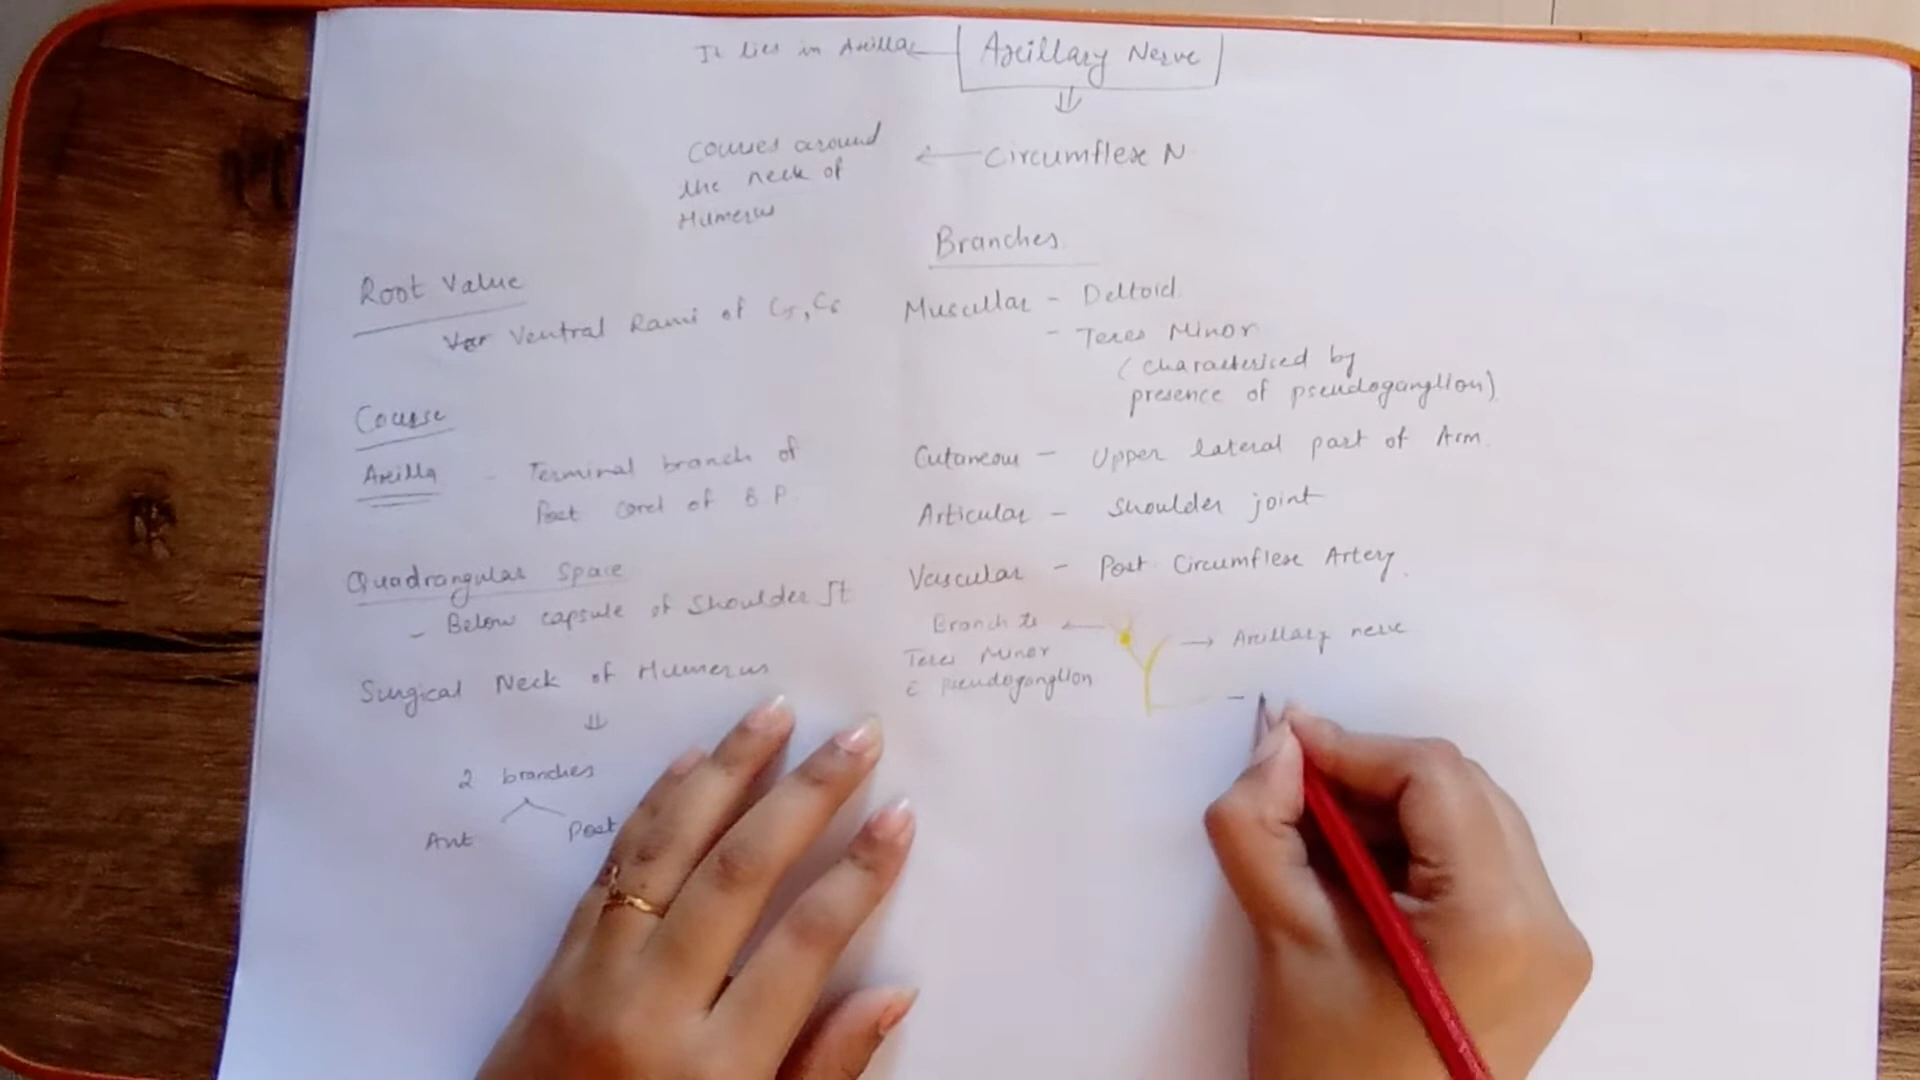 It lies in Axilla
Axillary Nerve
Circumflex N
courses around
the neck of
Humerus
Root Value
Ventral Rami of C5, C6
Course
Axilla - Terminal branch of
Post cord of B.P.
Quadrangular Space
- Below capsule of Shoulder Jt
Surgical Neck of Humerus
2 branches
Ant Post
Branches
Muscular - Deltoid
- Teres Minor
(characterised by
presence of pseudoganglion)
Cutaneous - Upper lateral part of Arm.
Articular - Shoulder joint
Vascular - Post. Circumflex Artery.
Branch to
Teres Minor
c̄ pseudoganglion
Axillary nerve